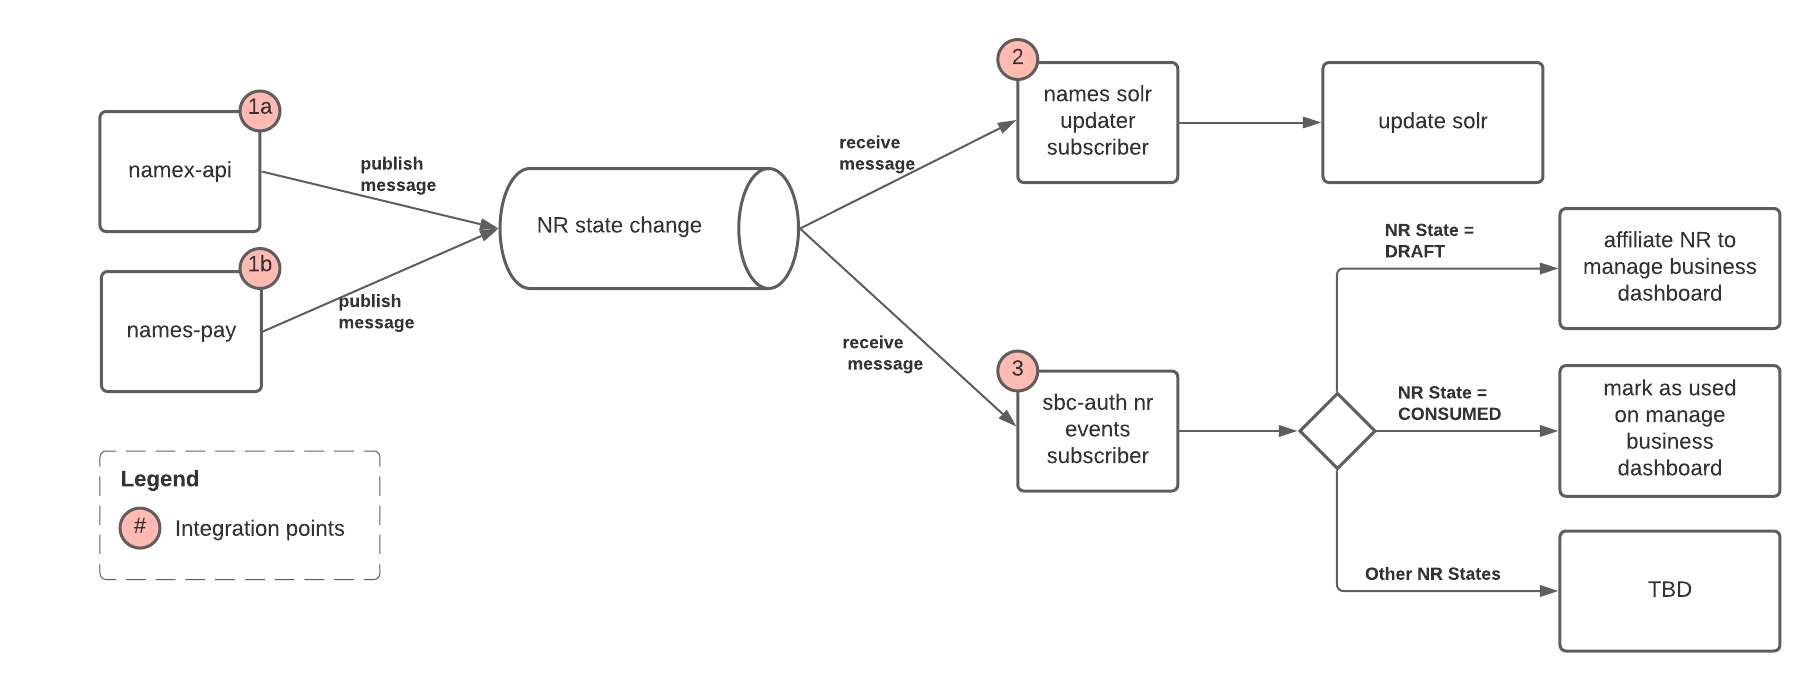 1a
namex-api
publish
message
1b
names-pay
publish
message
NR state change
receive
message
2
names solr
updater
subscriber
update solr
receive
message
3
sbc-auth nr
events
subscriber
NR State =
DRAFT
affiliate NR to
manage business
dashboard
NR State =
CONSUMED
mark as used
on manage
business
dashboard
Other NR States
TBD
Legend
#
Integration points